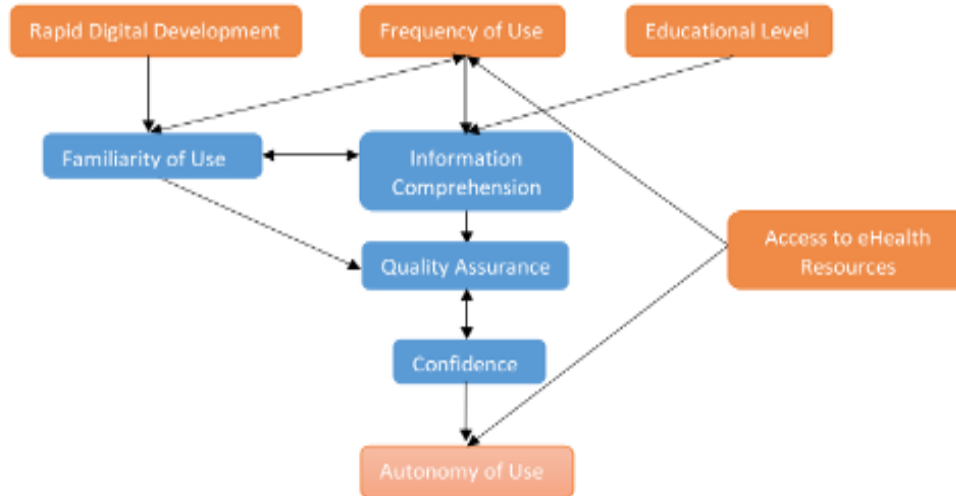 Rapid Digital Development
Frequency of Use
Educational Level
Familiarity of Use
Information
Comprehension
Quality Assurance
Access to eHealth
Resources
Confidence
Autonomy of Use